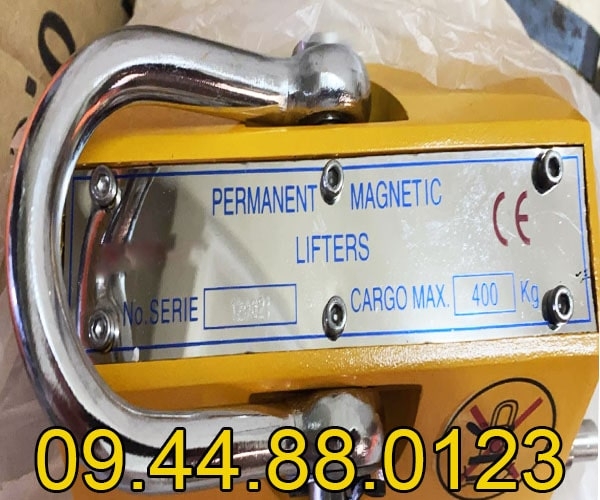 PERMANENT MAGNETIC
LIFTERS
CE
No.SERIE CARGO MAX. 400 Kg
09.44.88.0123